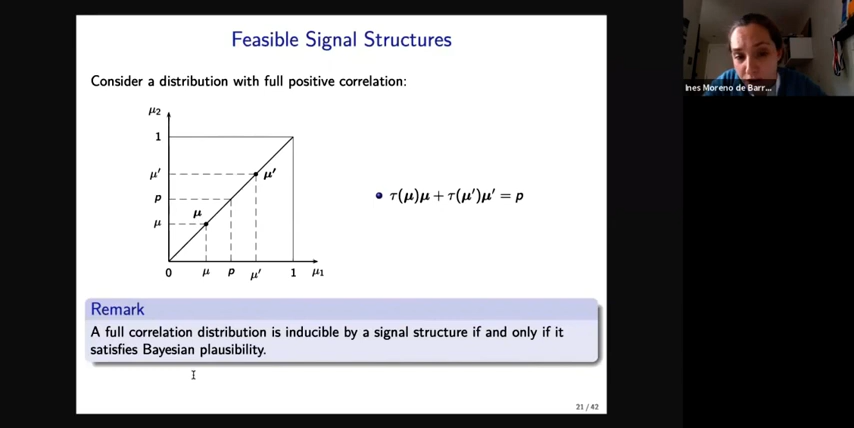 Feasible Signal Structures
Consider a distribution with full positive correlation:
μ₂
1
μ′
μ′
p
μ
μ
0 μ p μ′ 1 μ₁
• τ(μ)μ + τ(μ′)μ′ = p
Remark
A full correlation distribution is inducible by a signal structure if and only if it
satisfies Bayesian plausibility.
21 / 42
Ines Moreno de Barr...